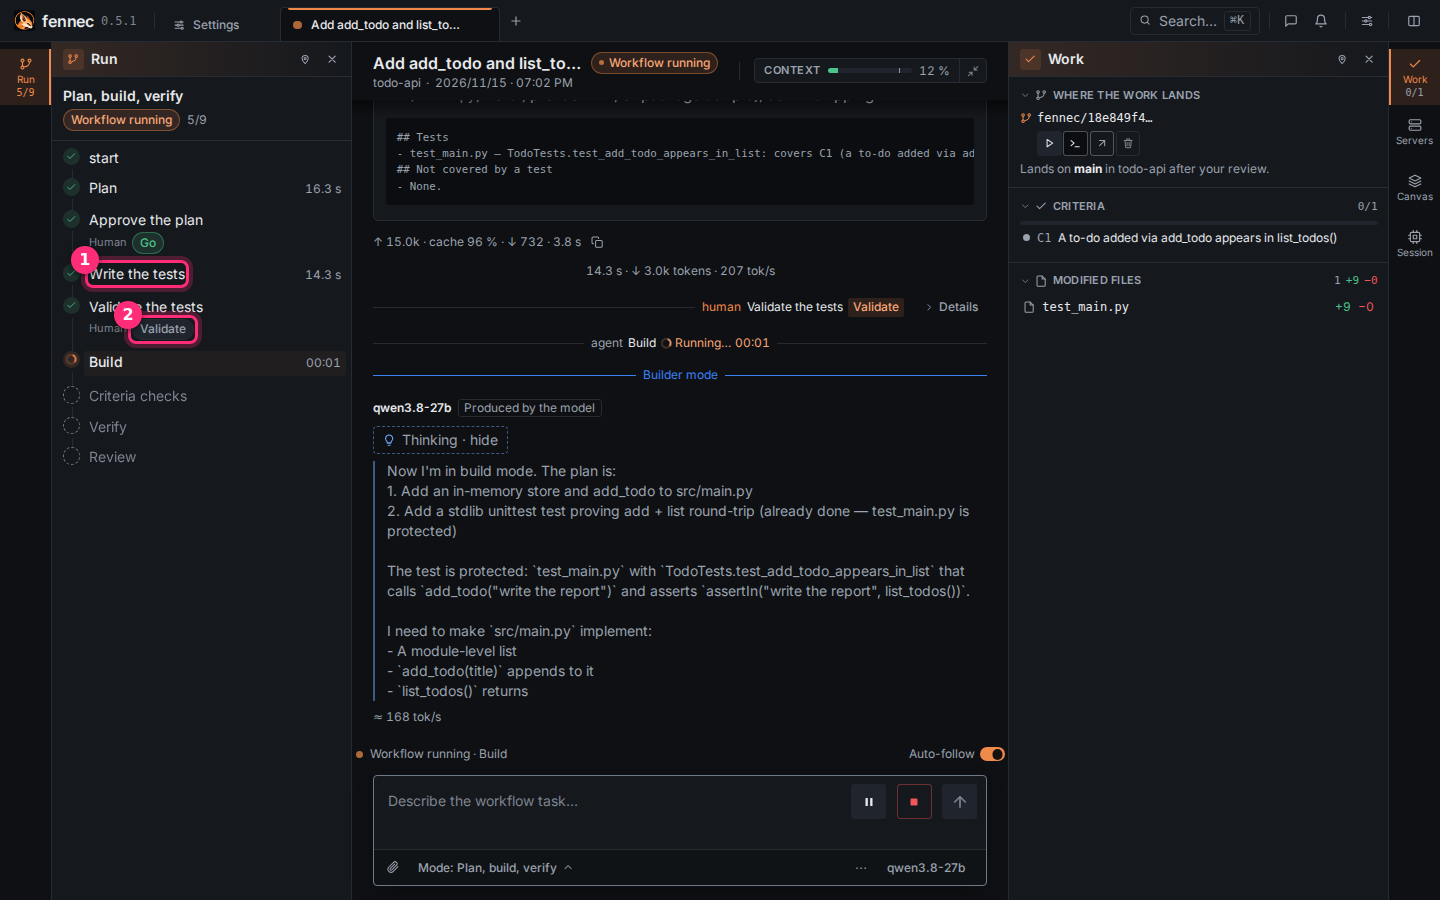 fennec 0.5.1
Settings
Add add_todo and list_to...
Search... ⌘K
Run
5/9
Run
Plan, build, verify
Workflow running 5/9
start
Plan 16.3 s
Approve the plan
Human Go
1
Write the tests 14.3 s
Validate the tests
2
Human Validate
Build 00:01
Criteria checks
Verify
Review
Add add_todo and list_to... Workflow running
todo-api · 2026/11/15 · 07:02 PM
CONTEXT 12 %
## Tests
- test_main.py — TodoTests.test_add_todo_appears_in_list: covers C1 (a to-do added via ad
## Not covered by a test
- None.
↑ 15.0k · cache 96 % · ↓ 732 · 3.8 s
14.3 s · ↓ 3.0k tokens · 207 tok/s
human Validate the tests Validate
Details
agent Build Running... 00:01
Builder mode
qwen3.8-27b Produced by the model
Thinking · hide
Now I'm in build mode. The plan is:
1. Add an in-memory store and add_todo to src/main.py
2. Add a stdlib unittest test proving add + list round-trip (already done — test_main.py is
protected)
The test is protected: `test_main.py` with `TodoTests.test_add_todo_appears_in_list` that
calls `add_todo("write the report")` and asserts `assertIn("write the report", list_todos())`.
I need to make `src/main.py` implement:
- A module-level list
- `add_todo(title)` appends to it
- `list_todos()` returns
≈ 168 tok/s
Workflow running · Build
Auto-follow
Describe the workflow task...
Mode: Plan, build, verify
... qwen3.8-27b
Work
WHERE THE WORK LANDS
fennec/18e849f4…
Lands on main in todo-api after your review.
CRITERIA 0/1
C1 A to-do added via add_todo appears in list_todos()
MODIFIED FILES 1 +9 −0
test_main.py +9 −0
Work
0/1
Servers
Canvas
Session